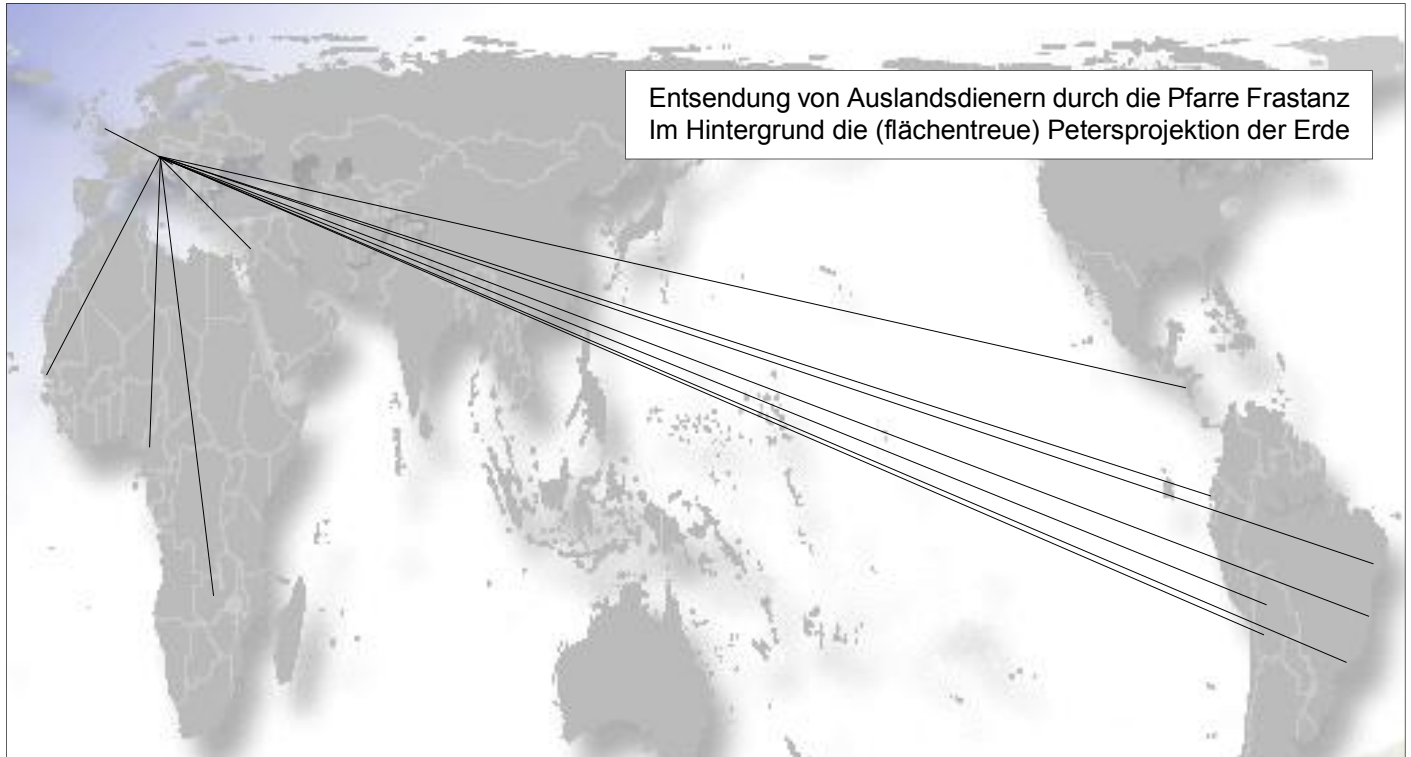 Entsendung von Auslandsdienern durch die Pfarre Frastanz
Im Hintergrund die (flächentreue) Petersprojektion der Erde